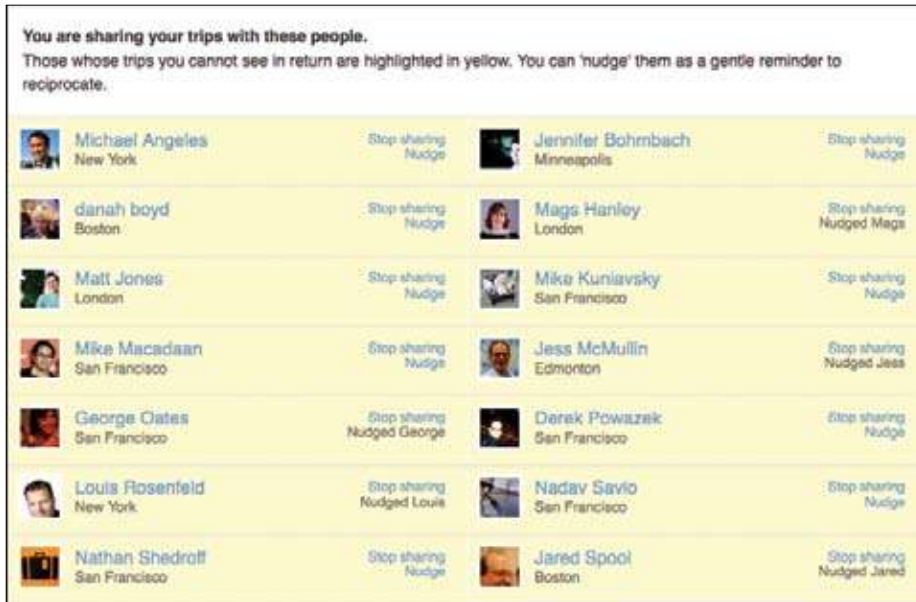 You are sharing your trips with these people.
Those whose trips you cannot see in return are highlighted in yellow. You can 'nudge' them as a gentle reminder to
reciprocate.
Michael Angeles
New York
Stop sharing
Nudge
Jennifer Bohmbach
Minneapolis
Stop sharing
Nudge
danah boyd
Boston
Stop sharing
Nudge
Mags Hanley
London
Stop sharing
Nudged Mags
Matt Jones
London
Stop sharing
Nudge
Mike Kuniavsky
San Francisco
Stop sharing
Nudge
Mike Macadaan
San Francisco
Stop sharing
Nudge
Jess McMullin
Edmonton
Stop sharing
Nudged Jess
George Oates
San Francisco
Stop sharing
Nudged George
Derek Powazek
San Francisco
Stop sharing
Nudge
Louis Rosenfeld
New York
Stop sharing
Nudged Louis
Nadav Savio
San Francisco
Stop sharing
Nudge
Nathan Shedroff
San Francisco
Stop sharing
Nudge
Jared Spool
Boston
Stop sharing
Nudged Jared